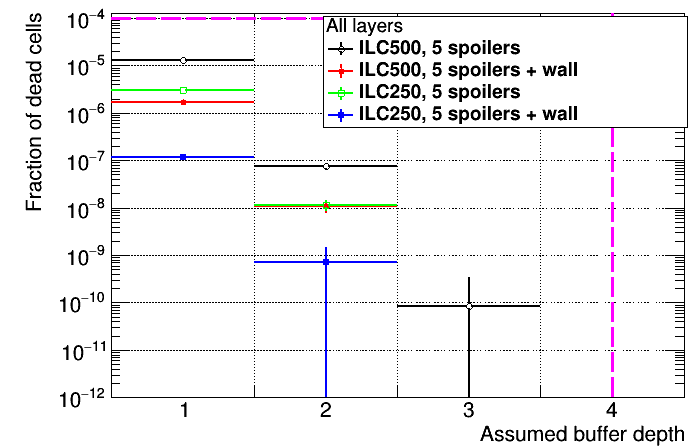 Fraction of dead cells
10⁻⁴
10⁻⁵
10⁻⁶
10⁻⁷
10⁻⁸
10⁻⁹
10⁻¹⁰
10⁻¹¹
10⁻¹²
All layers
ILC500, 5 spoilers
ILC500, 5 spoilers + wall
ILC250, 5 spoilers
ILC250, 5 spoilers + wall
1 2 3 4
Assumed buffer depth